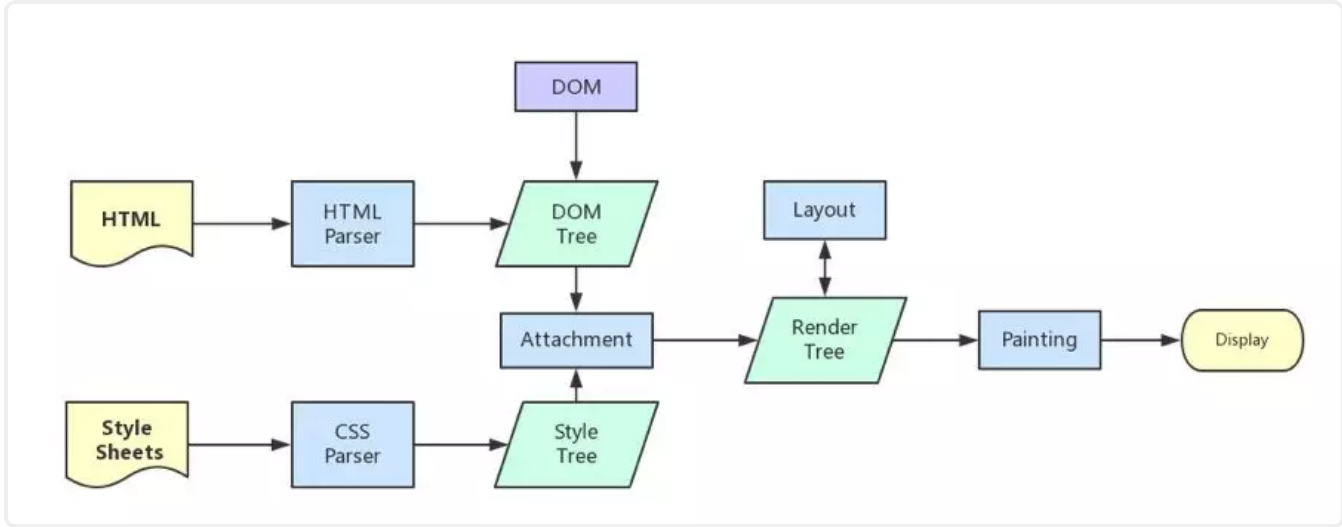 DOM
HTML
HTML
Parser
DOM
Tree
Layout
Attachment
Render
Tree
Painting
Display
Style
Sheets
CSS
Parser
Style
Tree